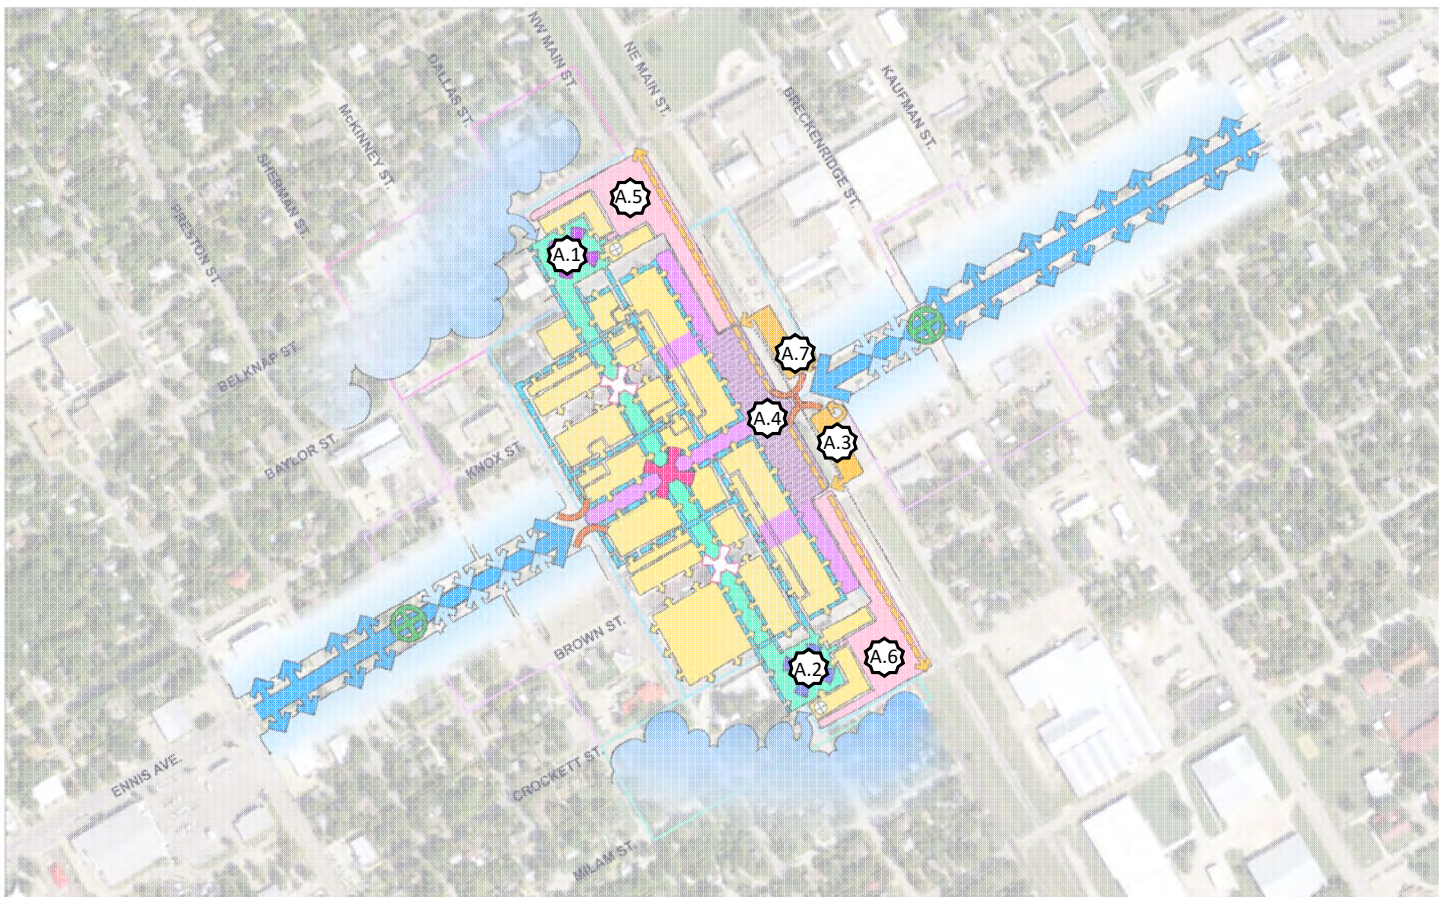 NW MAIN ST.
NE MAIN ST.
DALLAS ST.
KAUFMAN ST.
BRECKENRIDGE ST.
McKINNEY ST.
SHERMAN ST.
PRESTON ST.
A.5
A.1
A.7
BELKNAP ST.
A.4
A.3
BAYLOR ST.
KNOX ST.
BROWN ST.
A.6
A.2
ENNIS AVE.
CROCKETT ST.
MILAM ST.